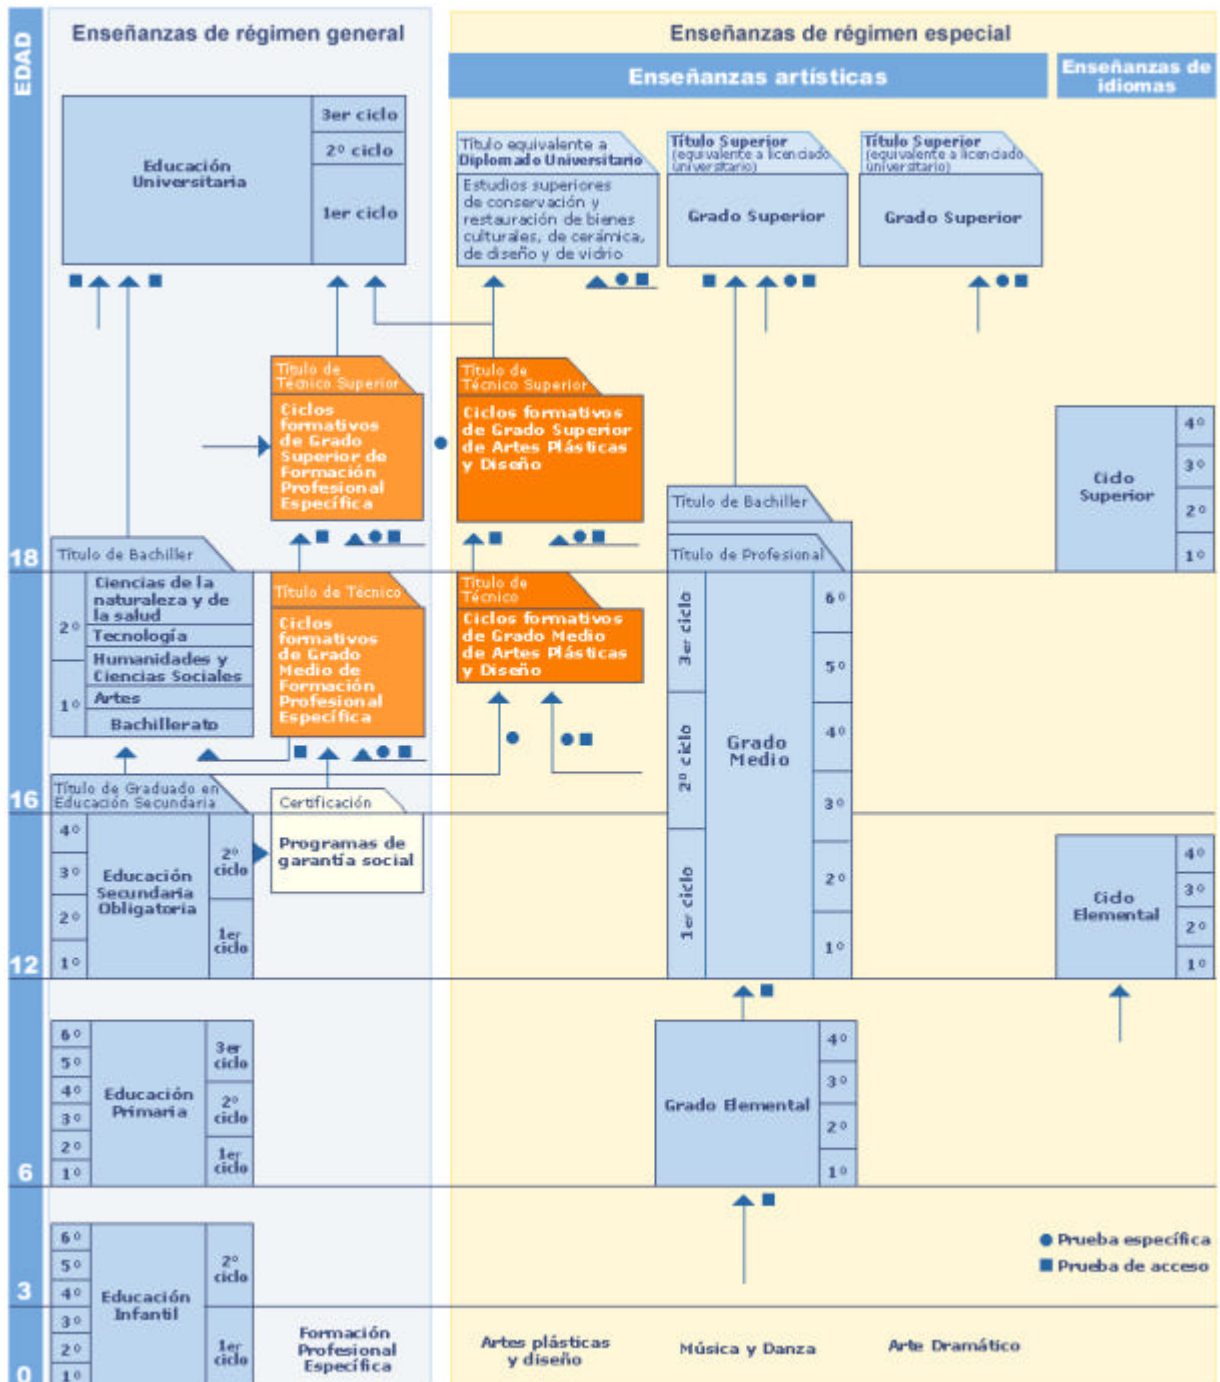 EDAD
Enseñanzas de régimen general
Enseñanzas de régimen especial
Enseñanzas artísticas
Enseñanzas de
idiomas
Educación
Universitaria
3er ciclo
2º ciclo
1er ciclo
Título equivalente a
Diplomado Universitario
Estudios superiores
de conservación y
restauración de bienes
culturales, de cerámica,
de diseño y de vidrio
Título Superior
(equivalente a licenciado
universitario)
Grado Superior
Título Superior
(equivalente a licenciado
universitario)
Grado Superior
Título de
Técnico Superior
Ciclos
formativos
de Grado
Superior de
Formación
Profesional
Específica
Título de
Técnico Superior
Ciclos formativos
de Grado Superior
de Artes Plásticas
y Diseño
Ciclo
Superior
4º
3º
2º
1º
18
Título de Bachiller
2º
1º
Ciencias de la
naturaleza y de
la salud
Tecnología
Humanidades y
Ciencias Sociales
Artes
Bachillerato
Título de Técnico
Ciclos
formativos
de Grado
Medio de
Formación
Profesional
Específica
Título de
Técnico
Ciclos formativos
de Grado Medio
de Artes Plásticas
y Diseño
Título de Bachiller
Título de Profesional
3er ciclo
2º ciclo
1er ciclo
Grado
Medio
6º
5º
4º
3º
2º
1º
16
Título de Graduado en
Educación Secundaria
4º
3º
2º
1º
Educación
Secundaria
Obligatoria
2º
ciclo
1er
ciclo
Certificación
Programas de
garantía social
Ciclo
Elemental
4º
3º
2º
1º
12
6º
5º
4º
3º
2º
1º
Educación
Primaria
3er
ciclo
2º
ciclo
1er
ciclo
Grado Elemental
4º
3º
2º
1º
6
6º
5º
4º
3º
2º
1º
Educación
Infantil
2º
ciclo
1er
ciclo
3
0
Prueba específica
Prueba de acceso
Formación
Profesional
Específica
Artes plásticas
y diseño
Música y Danza
Arte Dramático